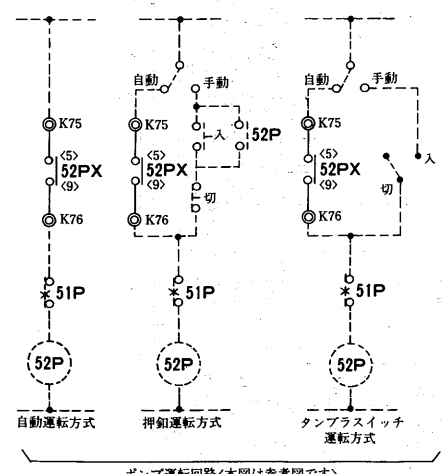 自動
手動
自動
手動
K75
K75
K75
入
52P
入
<5>
52PX
<9>
<5>
52PX
<9>
<5>
52PX
<9>
切
切
K76
K76
K76
51P
51P
51P
52P
52P
52P
自動運転方式
押釦運転方式
タンブラスイッチ
運転方式
ポンプ運転回路<本図は参考図です>